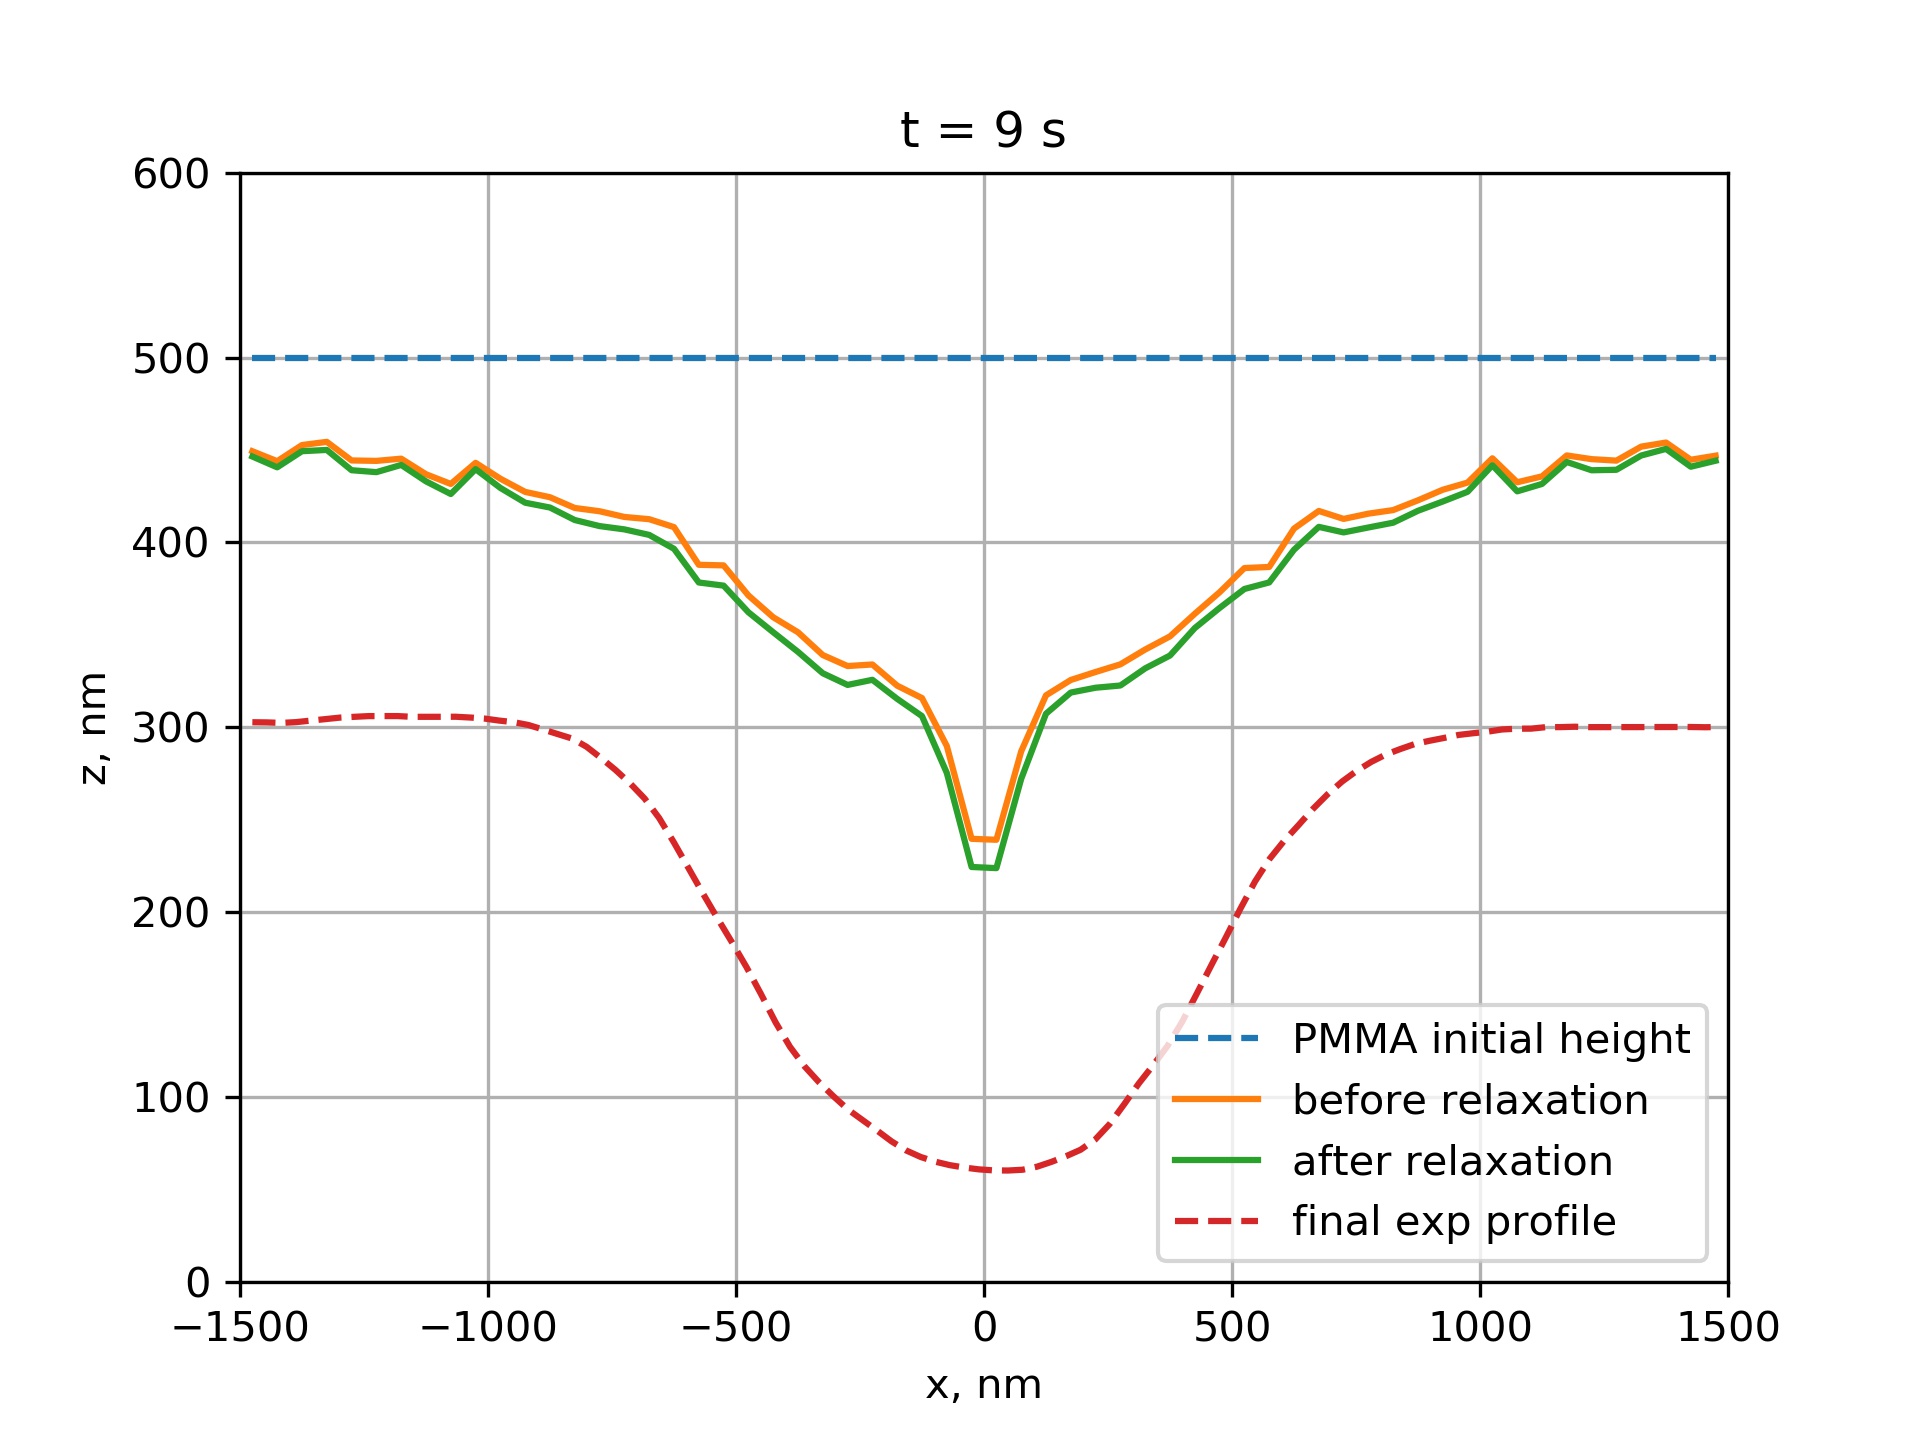 t = 9 s
600
500
400
300
200
100
0
z, nm
−1500 −1000 −500 0 500 1000 1500
x, nm
PMMA initial height
before relaxation
after relaxation
final exp profile